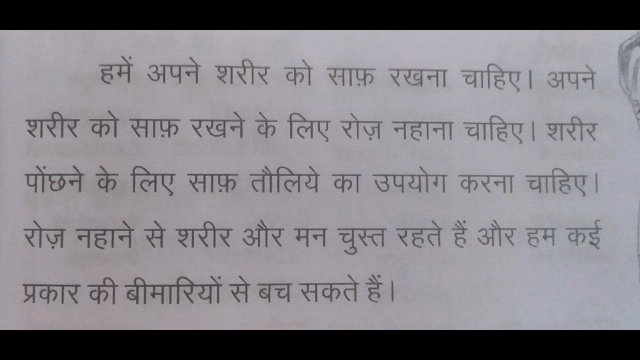 हमें अपने शरीर को साफ़ रखना चाहिए। अपने
शरीर को साफ़ रखने के लिए रोज़ नहाना चाहिए। शरीर
पोंछने के लिए साफ़ तौलिये का उपयोग करना चाहिए।
रोज़ नहाने से शरीर और मन चुस्त रहते हैं और हम कई
प्रकार की बीमारियों से बच सकते हैं।